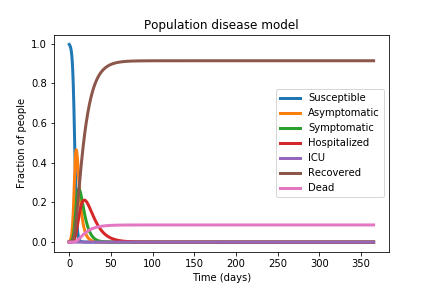 Population disease model
1.0
0.8
0.6
0.4
0.2
0.0
Fraction of people
Susceptible
Asymptomatic
Symptomatic
Hospitalized
ICU
Recovered
Dead
0 50 100 150 200 250 300 350
Time (days)